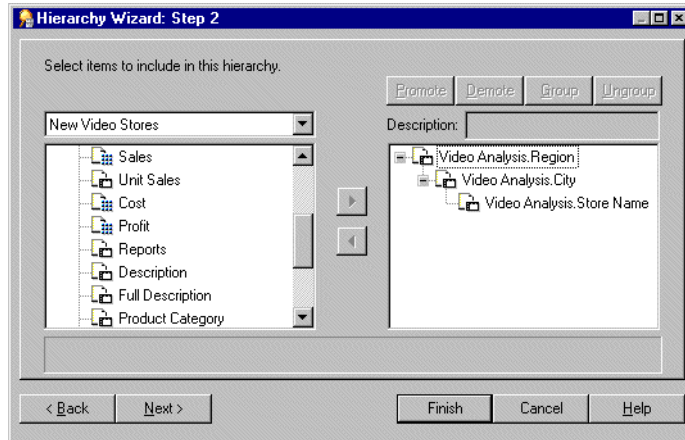 Hierarchy Wizard: Step 2
Select items to include in this hierarchy.
Promote Demote Group Ungroup
New Video Stores
Description:
Sales
Unit Sales
Cost
Profit
Reports
Description
Full Description
Product Category
Video Analysis.Region
Video Analysis.City
Video Analysis.Store Name
< Back Next > Finish Cancel Help